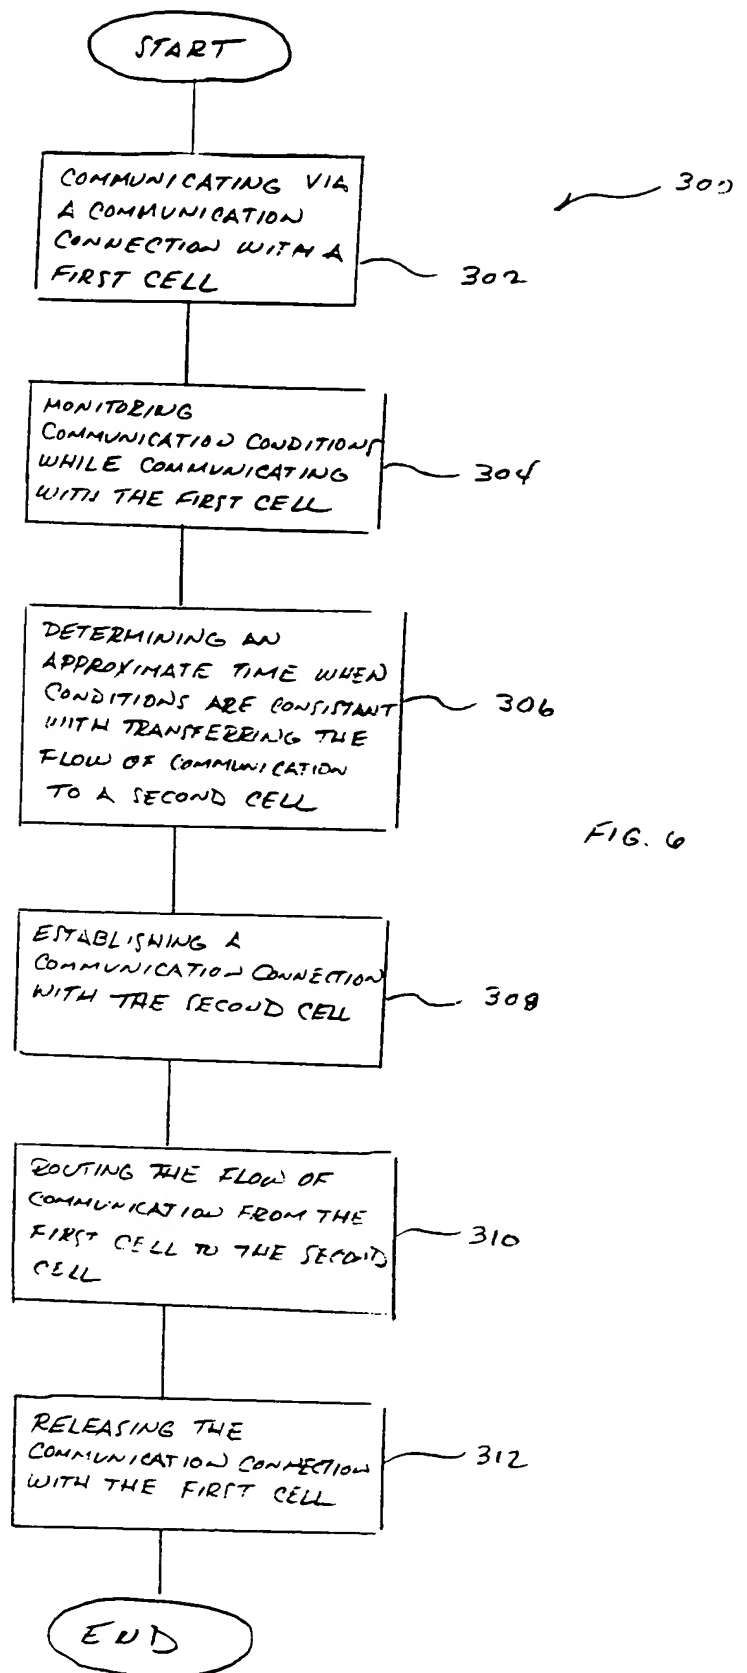 START
COMMUNICATING VIA
A COMMUNICATION
CONNECTION WITH A
FIRST CELL
300
302
MONITORING
COMMUNICATION CONDITIONS
WHILE COMMUNICATING
WITH THE FIRST CELL
304
DETERMINING AN
APPROXIMATE TIME WHEN
CONDITIONS ARE CONSISTANT
WITH TRANSFERRING THE
FLOW OF COMMUNICATION
TO A SECOND CELL
306
FIG. 6
ESTABLISHING A
COMMUNICATION CONNECTION
WITH THE SECOND CELL
308
ROUTING THE FLOW OF
COMMUNICATION FROM THE
FIRST CELL TO THE SECOND
CELL
310
RELEASING THE
COMMUNICATION CONNECTION
WITH THE FIRST CELL
312
END